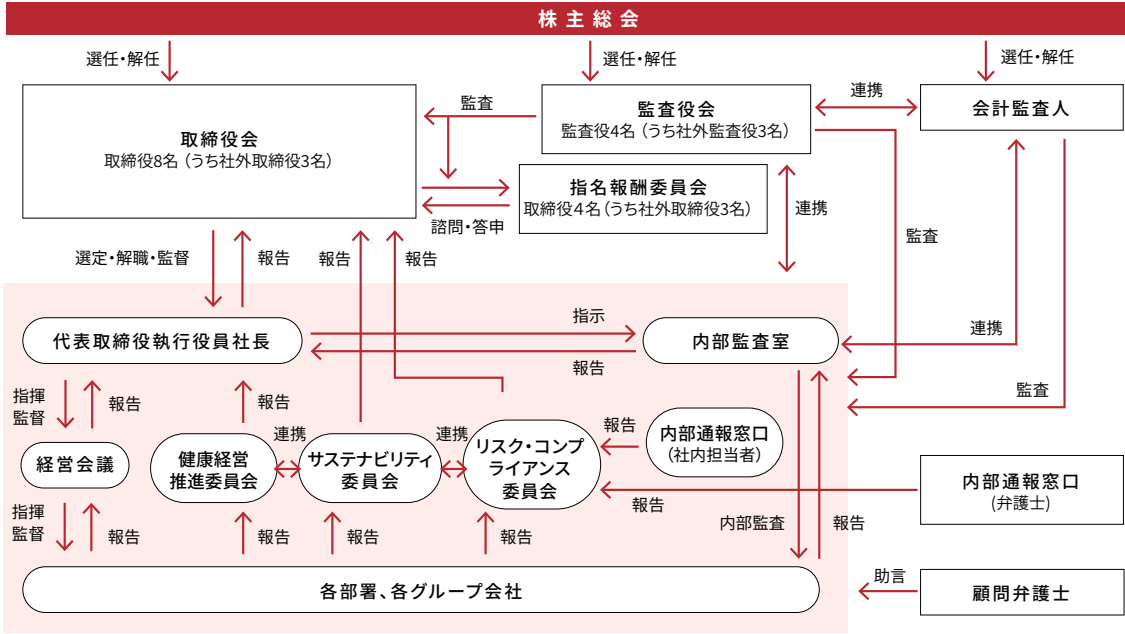 株主総会
選任・解任
選任・解任
選任・解任
取締役会
取締役8名（うち社外取締役3名）
監査
監査役会
監査役4名（うち社外監査役3名）
連携
会計監査人
指名報酬委員会
取締役４名（うち社外取締役3名）
諮問・答申
連携
監査
選定・解職・監督
報告
報告
報告
代表取締役執行役員社長
指示
報告
内部監査室
連携
監査
指揮
監督
報告
報告
経営会議
健康経営
推進委員会
連携
サステナビリティ
委員会
連携
リスク・コンプ
ライアンス
委員会
報告
内部通報窓口
（社内担当者）
報告
内部通報窓口
（弁護士）
指揮
監督
報告
報告
報告
報告
内部監査
報告
各部署、各グループ会社
助言
顧問弁護士